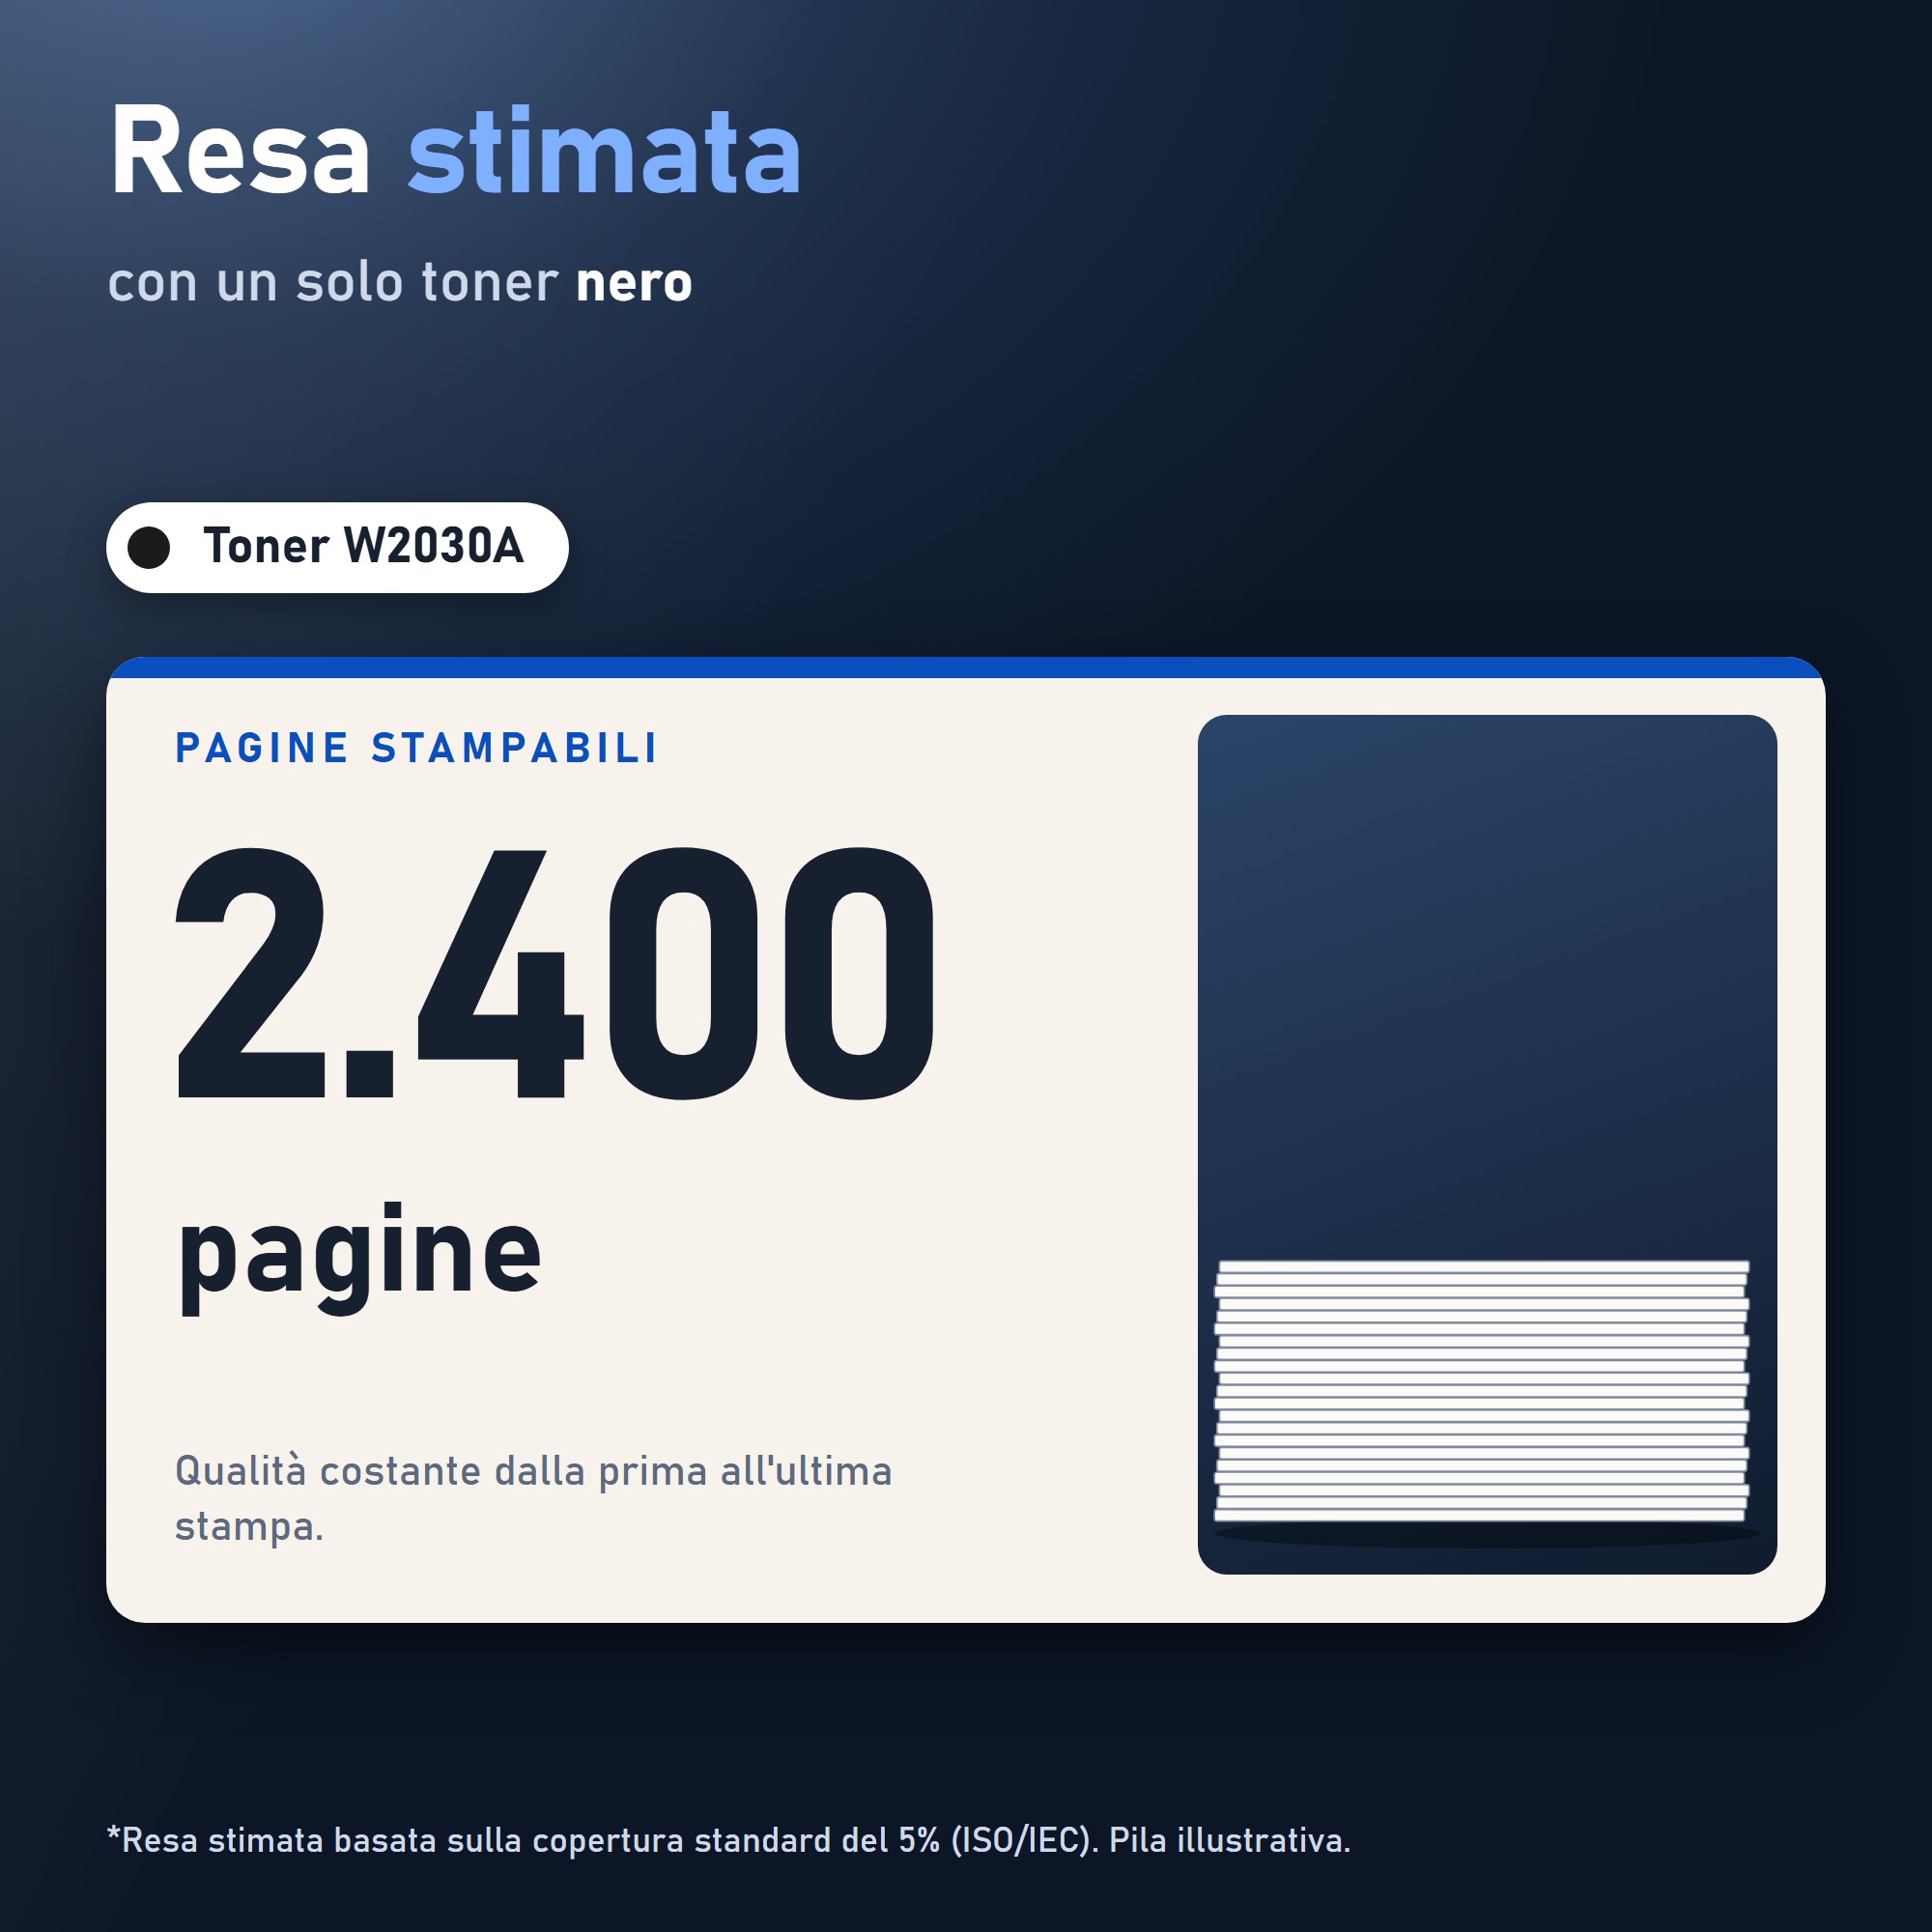 Resa stimata
con un solo toner nero
Toner W2030A
PAGINE STAMPABILI
2.400
pagine
Qualità costante dalla prima all'ultima
stampa.
*Resa stimata basata sulla copertura standard del 5% (ISO/IEC). Pila illustrativa.